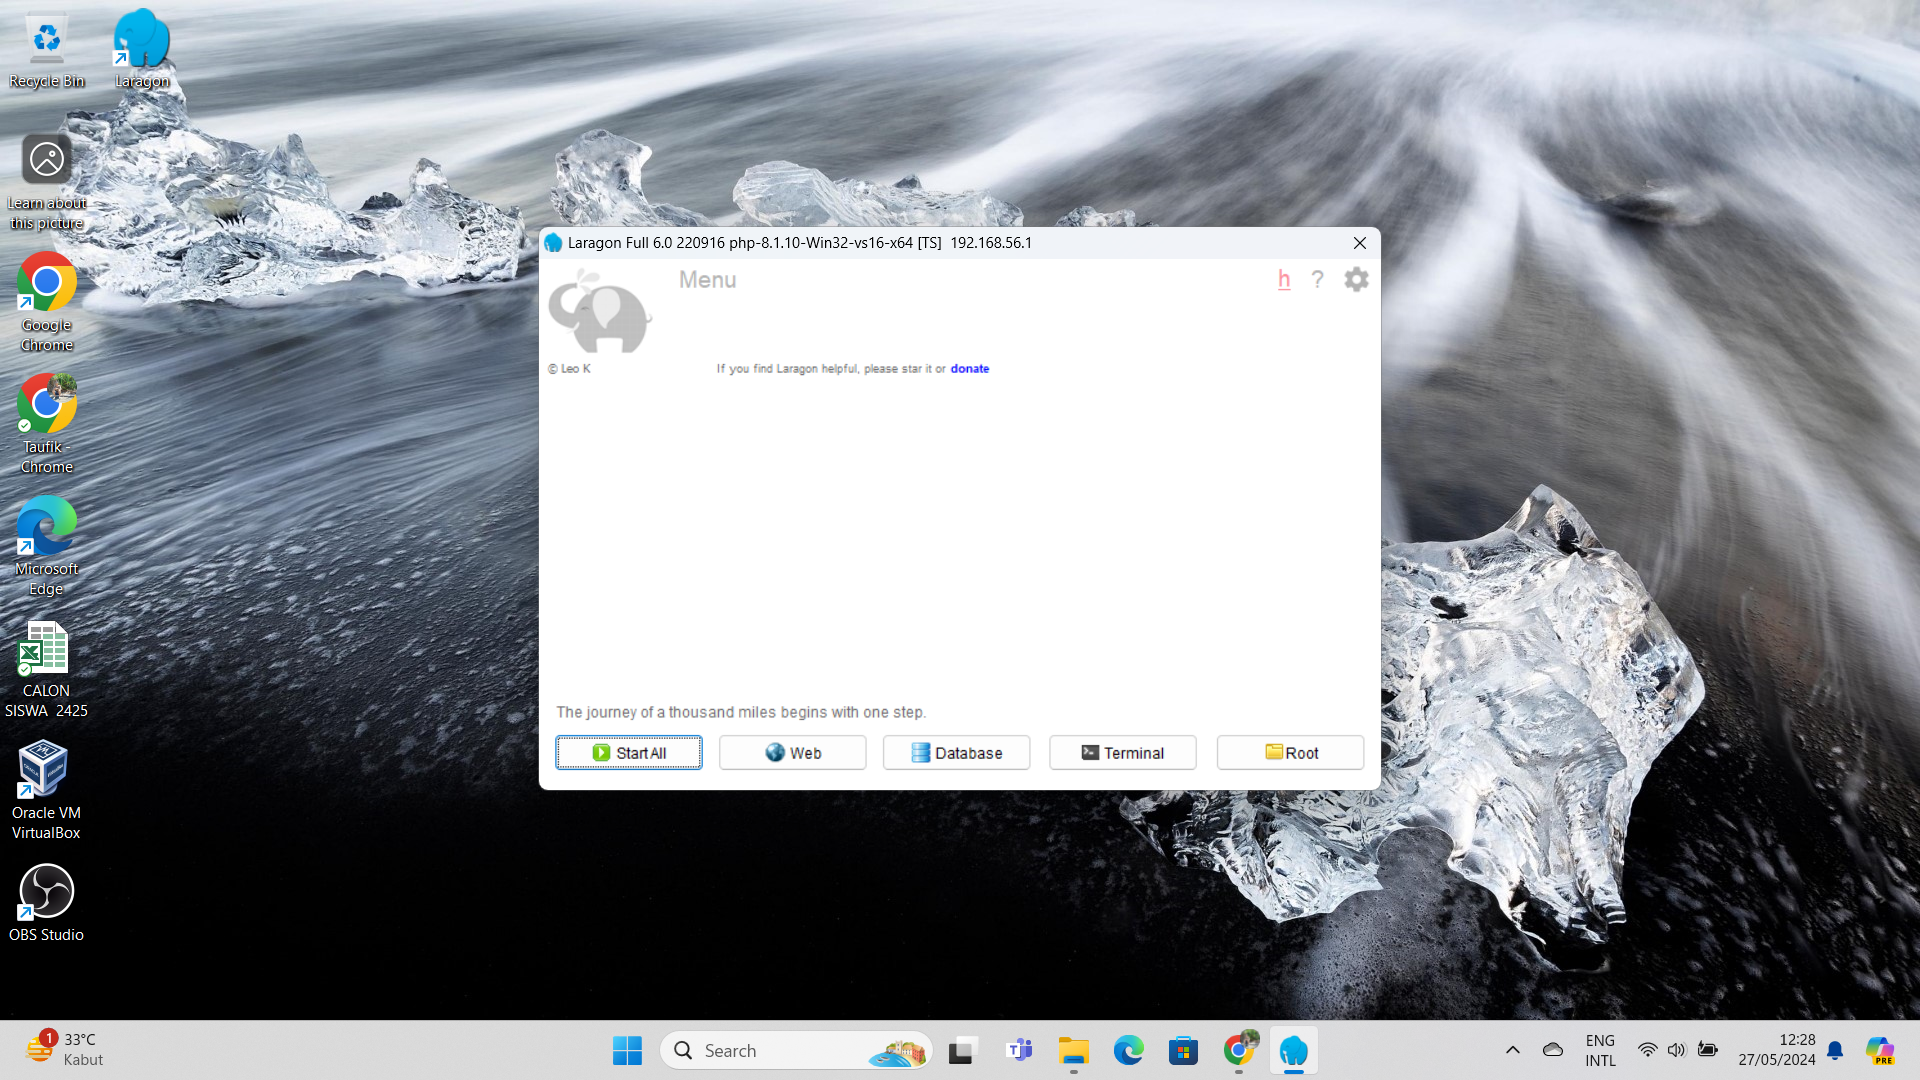 Recycle Bin
Laragon
Learn about
this picture
Google
Chrome
Taufik -
Chrome
Microsoft
Edge
CALON
SISWA 2425
Oracle VM
VirtualBox
OBS Studio
Laragon Full 6.0 220916 php-8.1.10-Win32-vs16-x64 [TS] 192.168.56.1
Menu
h ?
© Leo K
If you find Laragon helpful, please star it or donate
The journey of a thousand miles begins with one step.
Start All
Web
Database
Terminal
Root
1
33°C
Kabut
Search
ENG
INTL
12:28
27/05/2024
PRE